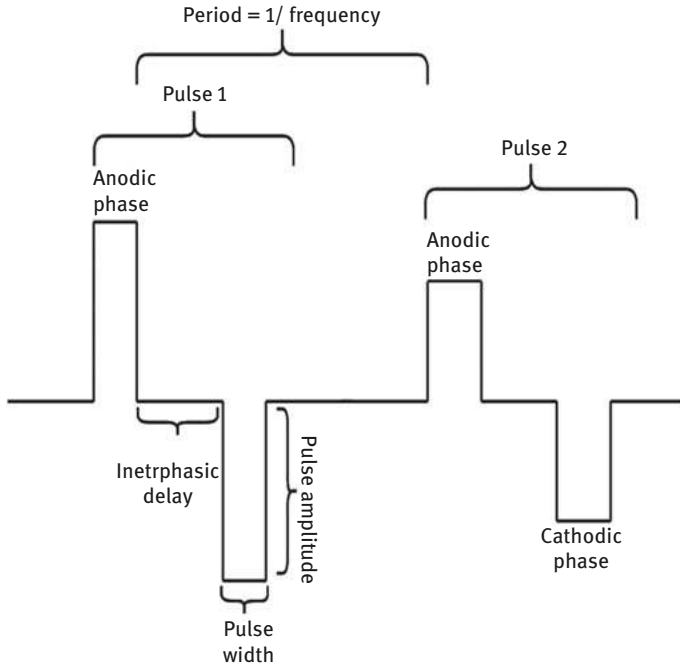 Period = 1/ frequency
Pulse 1
Pulse 2
Anodic
phase
Anodic
phase
Inetrphasic
delay
Pulse amplitude
Cathodic
phase
Pulse
width